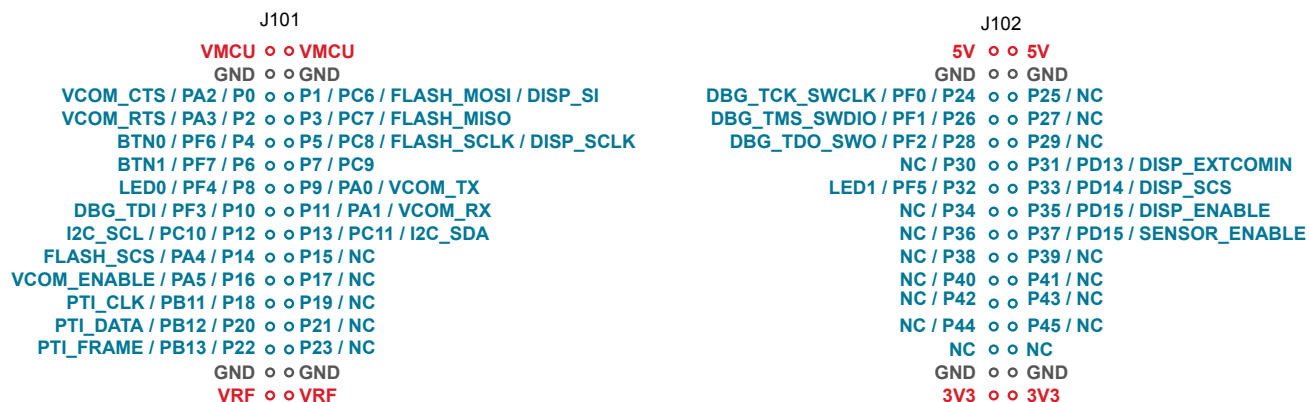 J101
VMCU VMCU
GND GND
VCOM_CTS / PA2 / P0 P1 / PC6 / FLASH_MOSI / DISP_SI
VCOM_RTS / PA3 / P2 P3 / PC7 / FLASH_MISO
BTN0 / PF6 / P4 P5 / PC8 / FLASH_SCLK / DISP_SCLK
BTN1 / PF7 / P6 P7 / PC9
LED0 / PF4 / P8 P9 / PA0 / VCOM_TX
DBG_TDI / PF3 / P10 P11 / PA1 / VCOM_RX
I2C_SCL / PC10 / P12 P13 / PC11 / I2C_SDA
FLASH_SCS / PA4 / P14 P15 / NC
VCOM_ENABLE / PA5 / P16 P17 / NC
PTI_CLK / PB11 / P18 P19 / NC
PTI_DATA / PB12 / P20 P21 / NC
PTI_FRAME / PB13 / P22 P23 / NC
GND GND
VRF VRF
J102
5V 5V
GND GND
DBG_TCK_SWCLK / PF0 / P24 P25 / NC
DBG_TMS_SWDIO / PF1 / P26 P27 / NC
DBG_TDO_SWO / PF2 / P28 P29 / NC
NC / P30 P31 / PD13 / DISP_EXTCOMIN
LED1 / PF5 / P32 P33 / PD14 / DISP_SCS
NC / P34 P35 / PD15 / DISP_ENABLE
NC / P36 P37 / PD15 / SENSOR_ENABLE
NC / P38 P39 / NC
NC / P40 P41 / NC
NC / P42 P43 / NC
NC / P44 P45 / NC
NC NC
GND GND
3V3 3V3